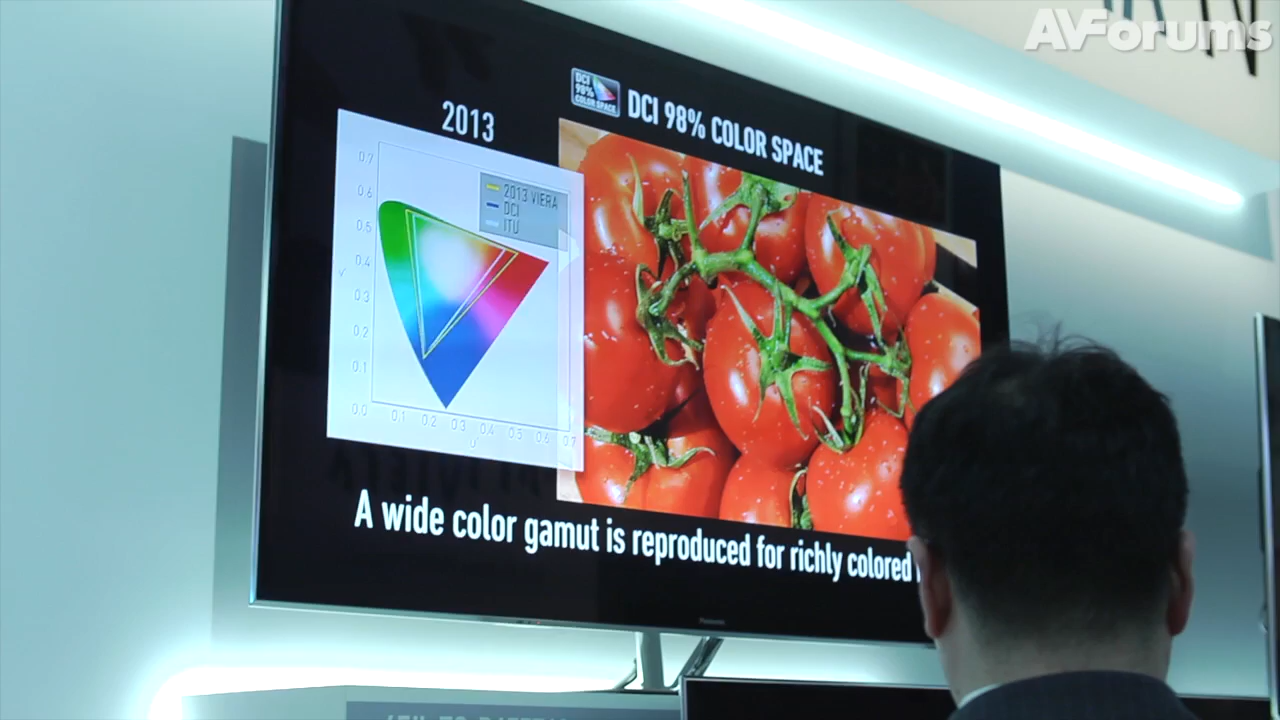 AVForums
DCI
98%
COLOR SPACE
DCI 98% COLOR SPACE
2013
2013 VIERA
DCI
ITU
0.7
0.6
0.5
0.4
0.3
0.2
0.1
0.0
v'
0.1 0.2 0.3 0.4 0.5 0.6 0.7
u'
A wide color gamut is reproduced for richly colored
Panasonic